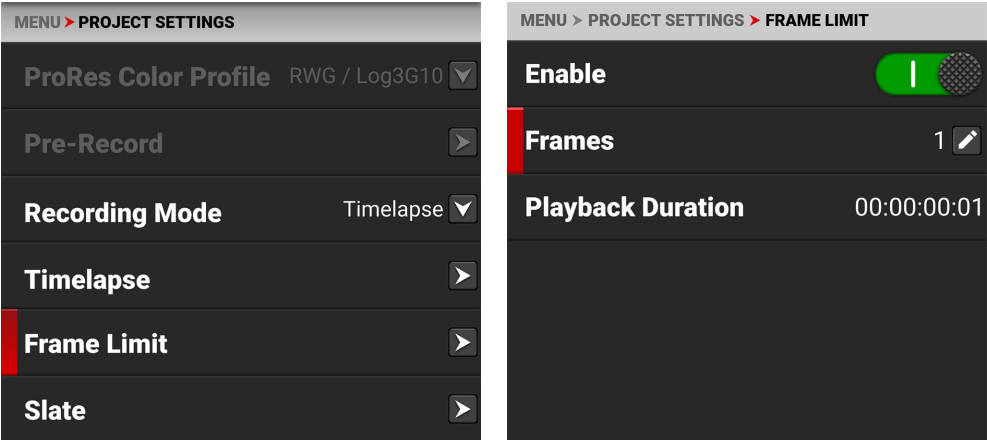 MENU > PROJECT SETTINGS
ProRes Color Profile RWG / Log3G10
Pre-Record
Recording Mode Timelapse
Timelapse
Frame Limit
Slate
MENU > PROJECT SETTINGS > FRAME LIMIT
Enable
Frames 1
Playback Duration 00:00:00:01